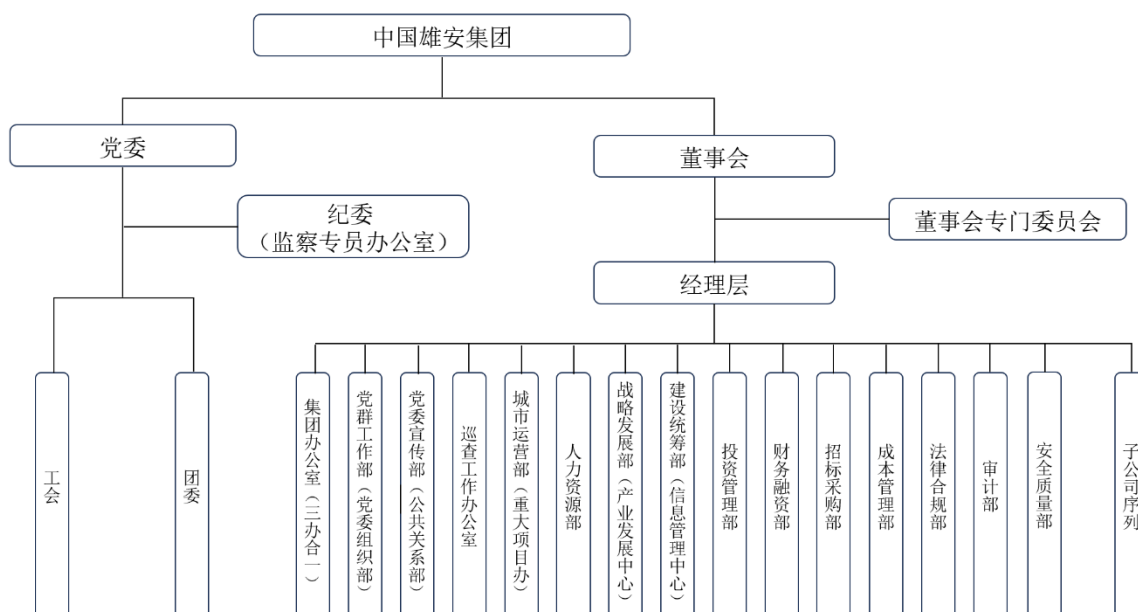 中国雄安集团
党委
董事会
纪委
（监察专员办公室）
董事会专门委员会
经理层
工会
团委
集团办公室（三办合一）
党群工作部（党委组织部）
党委宣传部（公共关系部）
巡查工作办公室
城市运营部（重大项目办）
人力资源部
战略发展部（产业发展中心）
建设统筹部（信息管理中心）
投资管理部
财务融资部
招标采购部
成本管理部
法律合规部
审计部
安全质量部
子公司序列